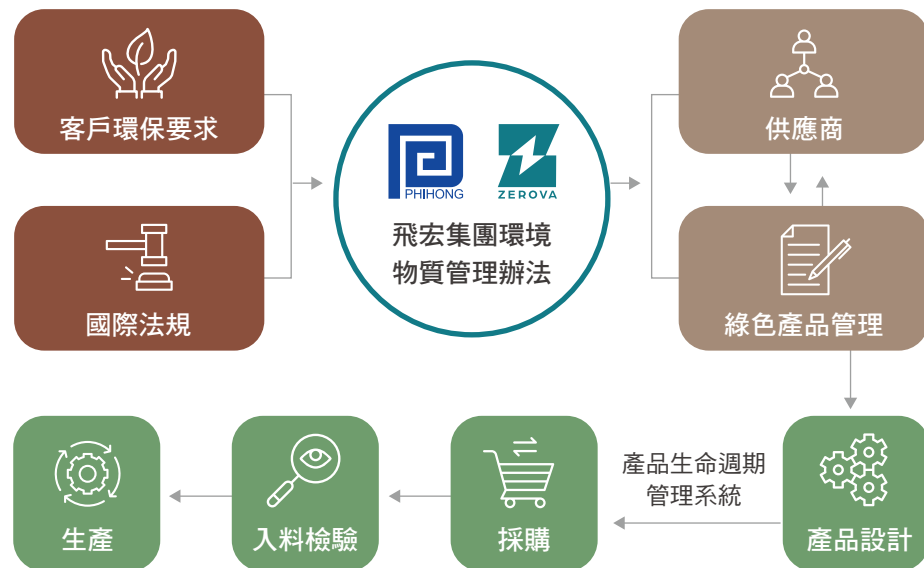 客戶環保要求
國際法規
PHIHONG
ZEROVA
飛宏集團環境
物質管理辦法
供應商
綠色產品管理
產品設計
產品生命週期
管理系統
採購
入料檢驗
生產